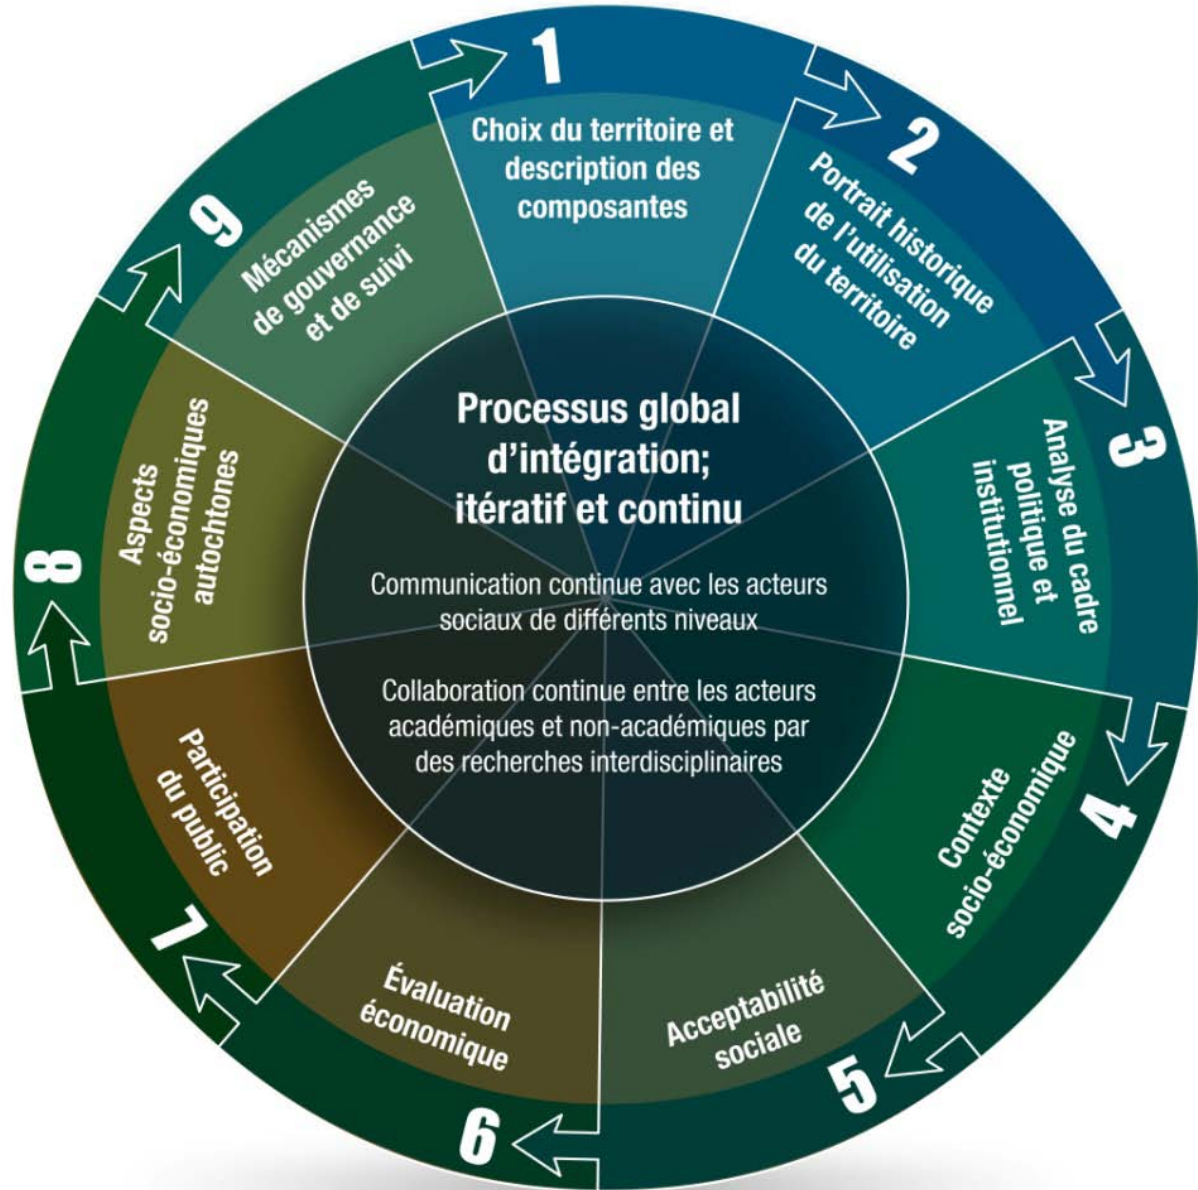 1
Choix du territoire et
description des
composantes
2
Portrait historique
de l'utilisation
du territoire
3
Analyse du cadre
politique et
institutionnel
4
Contexte
socio-économique
5
Acceptabilité
sociale
6
Évaluation
économique
7
Participation
du public
8
Aspects
socio-économiques
autochtones
9
Mécanismes
de gouvernance
et de suivi
Processus global
d'intégration;
itératif et continu
Communication continue avec les acteurs
sociaux de différents niveaux
Collaboration continue entre les acteurs
académiques et non-académiques par
des recherches interdisciplinaires